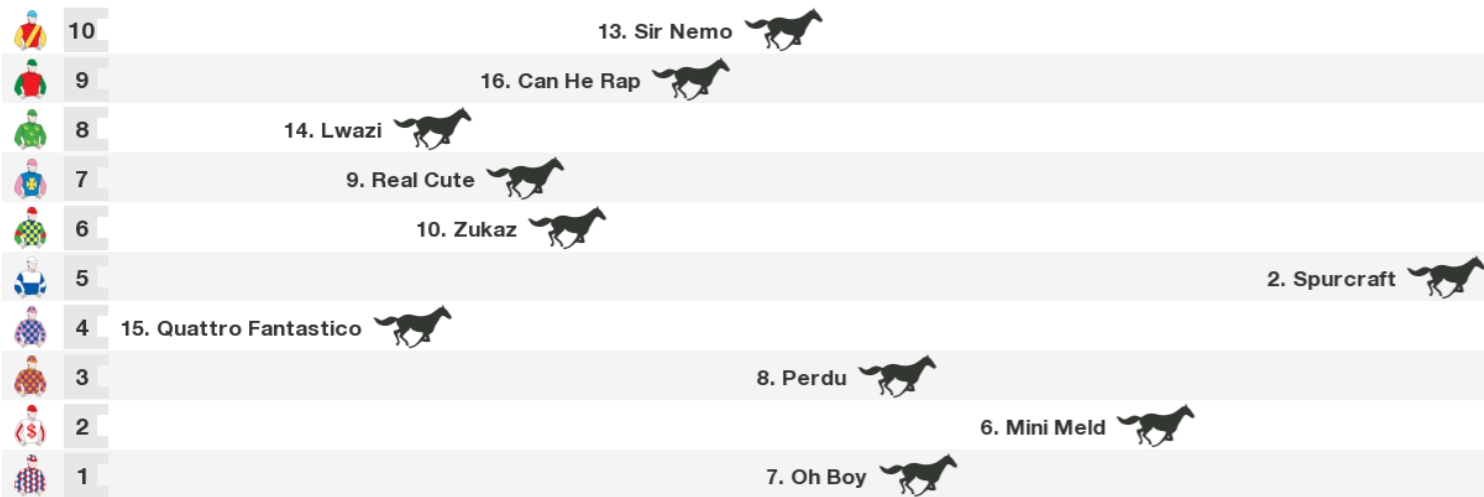 10 13. Sir Nemo
9 16. Can He Rap
8 14. Lwazi
7 9. Real Cute
6 10. Zukaz
5 2. Spurcraft
4 15. Quattro Fantastico
3 8. Perdu
2 $ 6. Mini Meld
1 7. Oh Boy